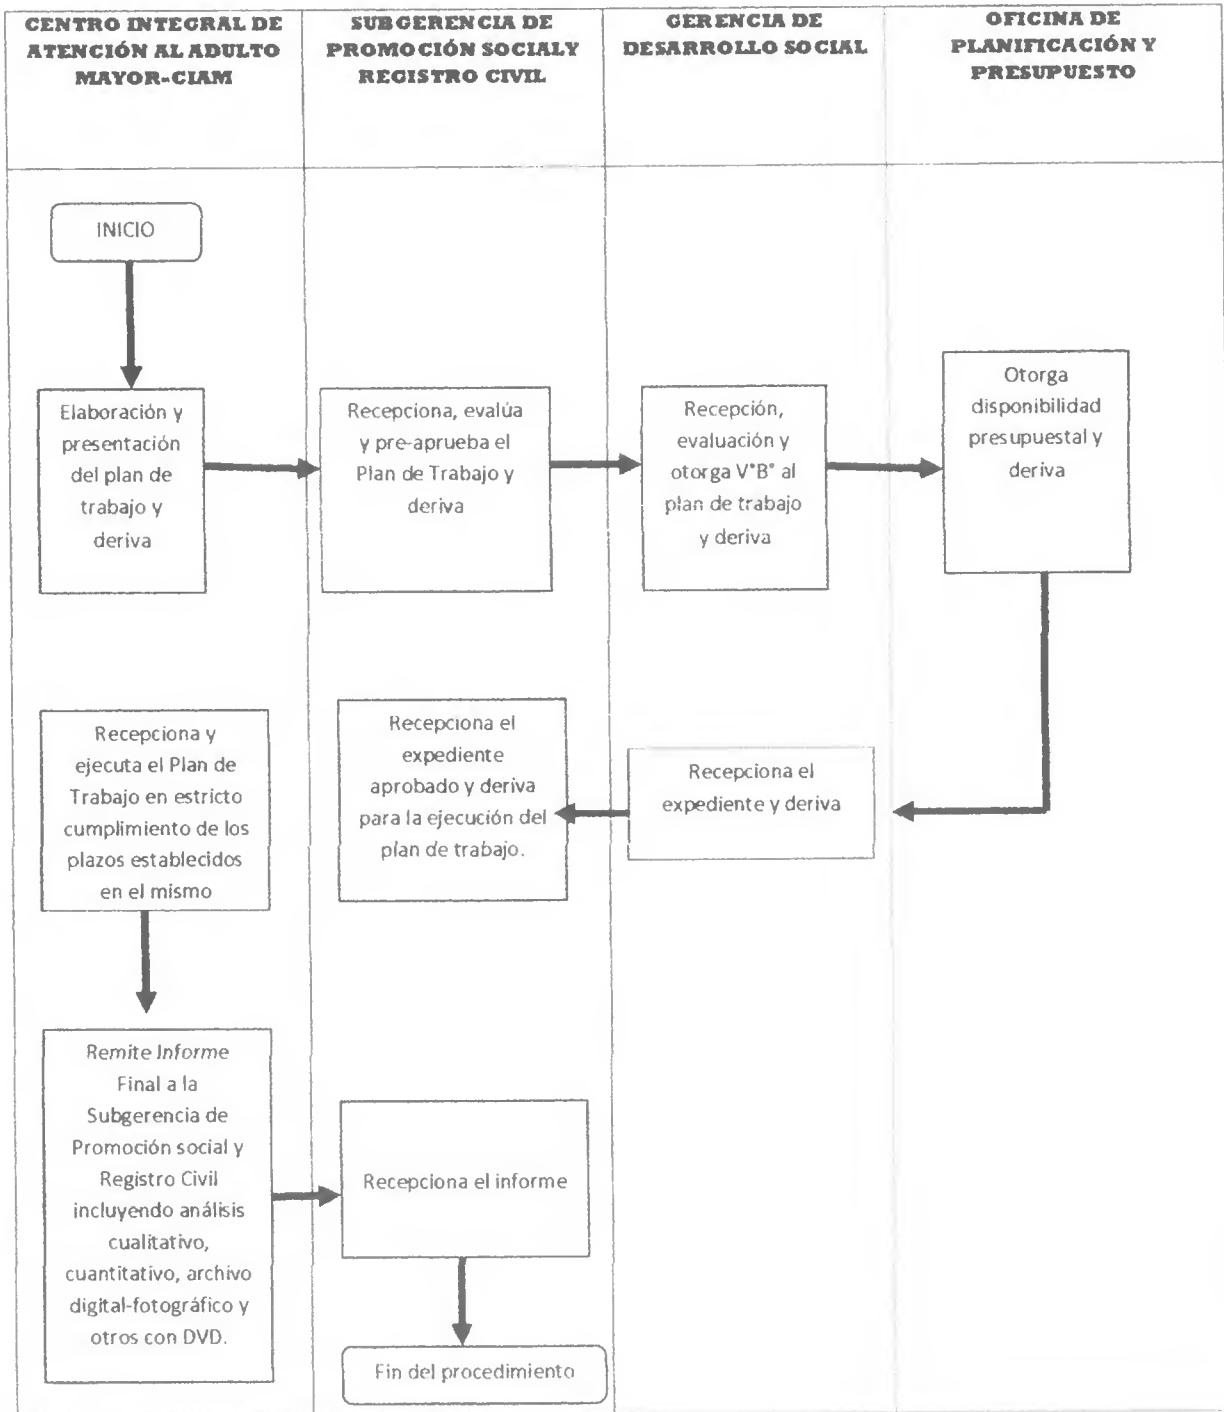 CENTRO INTEGRAL DE
ATENCIÓN AL ADULTO
MAYOR-CIAM
SUBGERENCIA DE
PROMOCIÓN SOCIALY
REGISTRO CIVIL
GERENCIA DE
DESARROLLO SOCIAL
OFICINA DE
PLANIFICACIÓN Y
PRESUPUESTO
INICIO
Elaboración y
presentación
del plan de
trabajo y
deriva
Recepciona, evalúa
y pre-aprueba el
Plan de Trabajo y
deriva
Recepción,
evaluación y
otorga V°B° al
plan de trabajo
y deriva
Otorga
disponibilidad
presupuestal y
deriva
Recepciona y
ejecuta el Plan de
Trabajo en estricto
cumplimiento de los
plazos establecidos
en el mismo
Recepciona el
expediente
aprobado y deriva
para la ejecución del
plan de trabajo.
Recepciona el
expediente y deriva
Remite Informe
Final a la
Subgerencia de
Promoción social y
Registro Civil
incluyendo análisis
cualitativo,
cuantitativo, archivo
digital-fotográfico y
otros con DVD.
Recepciona el informe
Fin del procedimiento